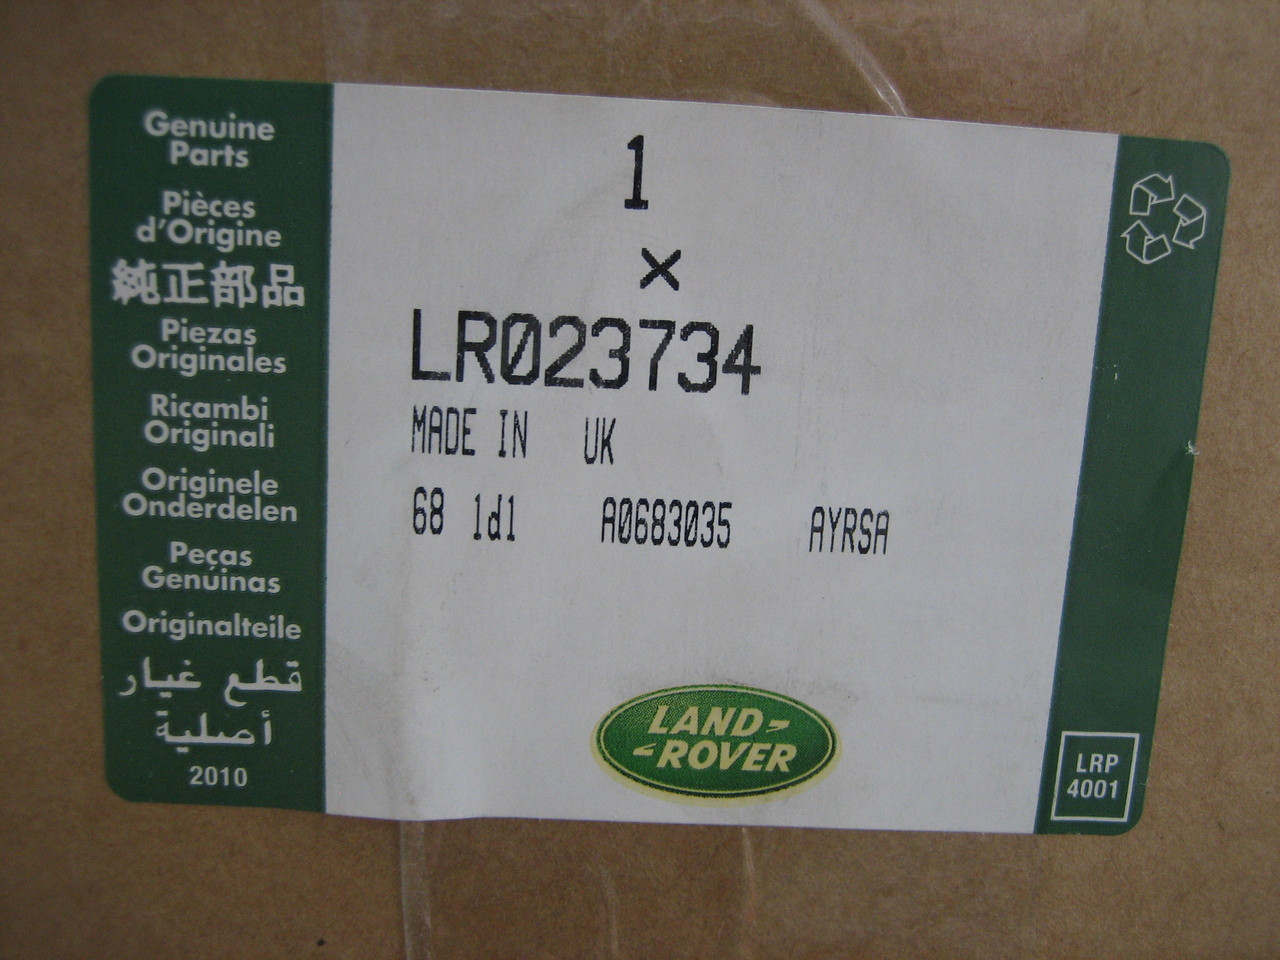 Genuine
Parts
Pièces
d'Origine
純正部品
Piezas
Originales
Ricambi
Originali
Originele
Onderdelen
Peças
Genúinas
Originalteile
قطع غيار
أصلية
2010
1
x
LR023734
MADE IN UK
68 1d1 A0683035 AYRSA
LAND-
-ROVER
LRP
4001